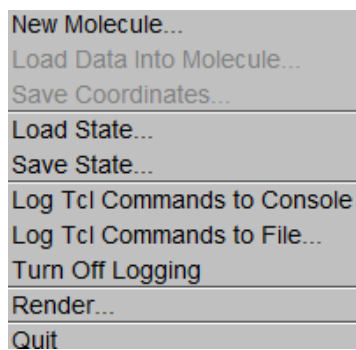 New Molecule...
Load Data Into Molecule...
Save Coordinates...
Load State...
Save State...
Log Tcl Commands to Console
Log Tcl Commands to File...
Turn Off Logging
Render...
Quit